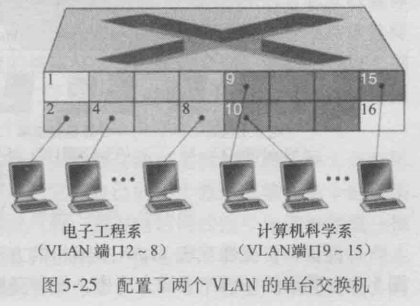 1 9 15
2 4 8 10 16
电子工程系 计算机科学系
（VLAN 端口2~8） （VLAN端口9~15）
图 5-25 配置了两个 VLAN 的单台交换机